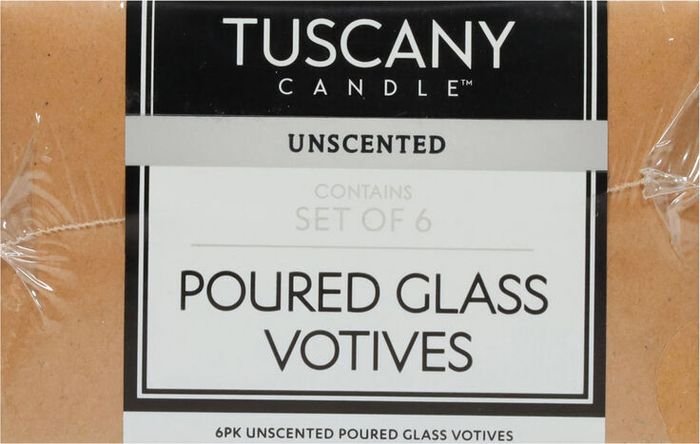 TUSCANY
CANDLE™
UNSCENTED
CONTAINS
SET OF 6
POURED GLASS
VOTIVES
6PK UNSCENTED POURED GLASS VOTIVES